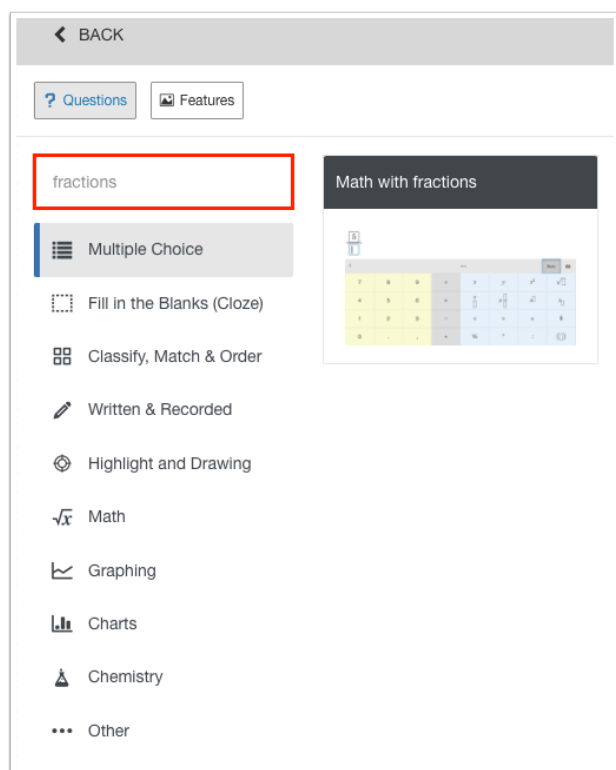 BACK
? Questions
Features
fractions
Math with fractions
Multiple Choice
Fill in the Blanks (Cloze)
Classify, Match & Order
Written & Recorded
Highlight and Drawing
√x Math
Graphing
Charts
Chemistry
Other